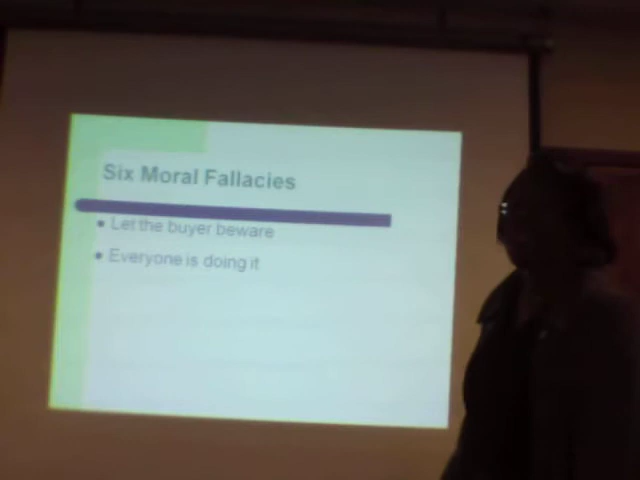 Six Moral Fallacies
Let the buyer beware
Everyone is doing it